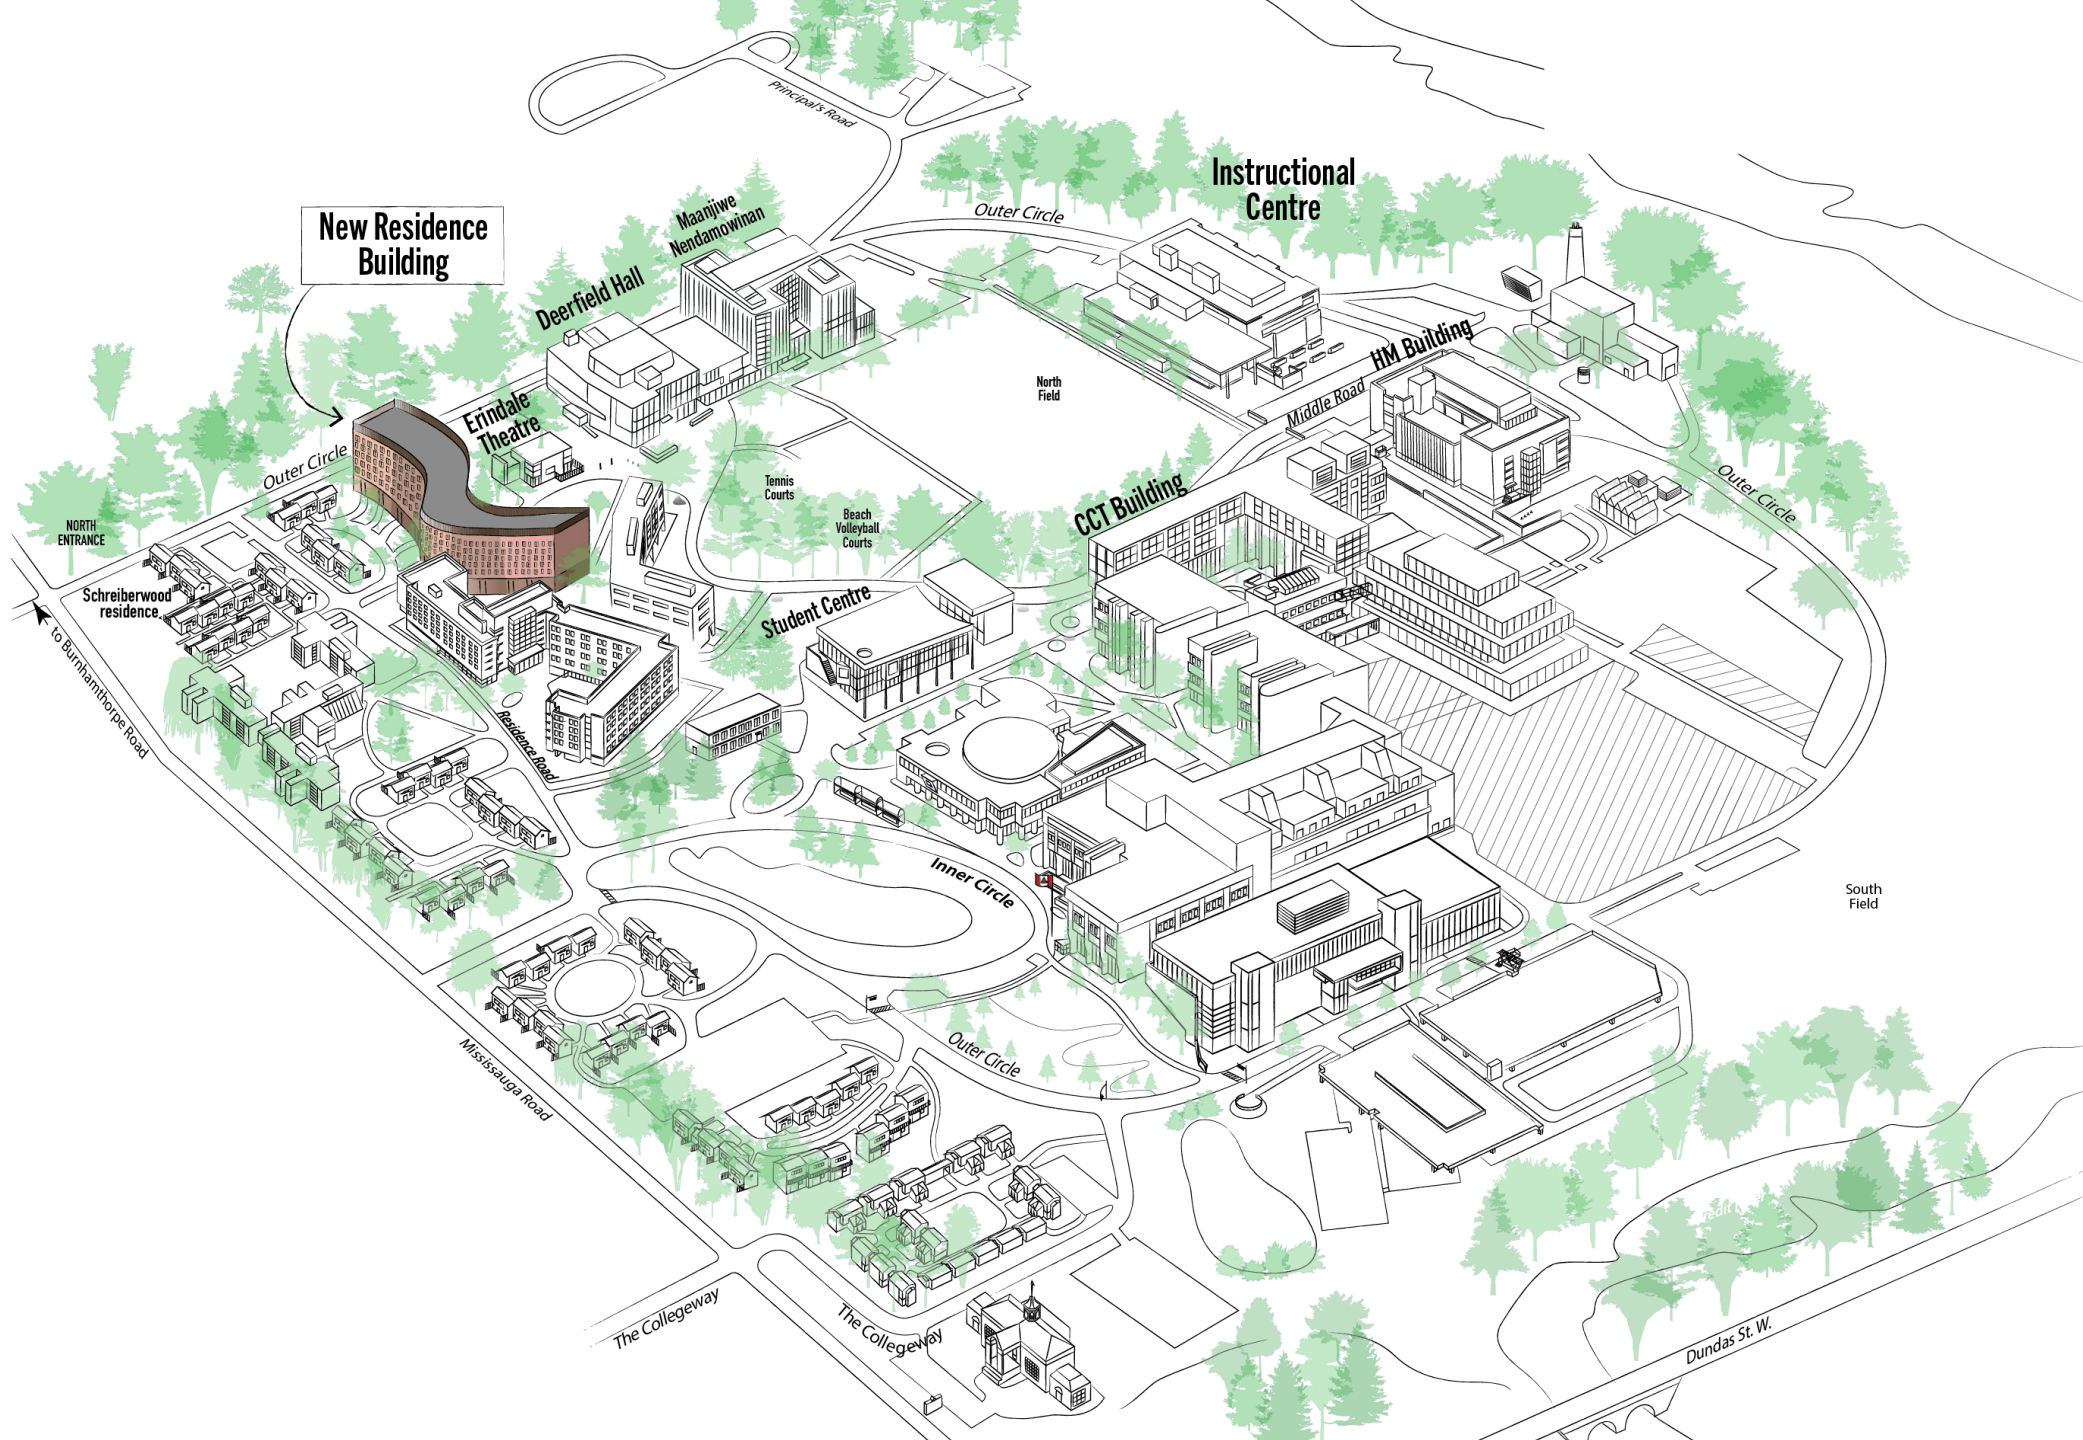 Principal's Road
Instructional
Centre
Outer Circle
Maanjiwe
Nendamowinan
New Residence
Building
Deerfield Hall
HM Building
North
Field
Middle Road
Erindale
Theatre
Outer Circle
Tennis
Courts
CCT Building
Outer Circle
Beach
Volleyball
Courts
NORTH
ENTRANCE
Schreiberwood
residence
Student Centre
to Burnhamthorpe Road
Residence Road
Inner Circle
South
Field
Outer Circle
Mississauga Road
The Collegeway
The Collegeway
Dundas St. W.